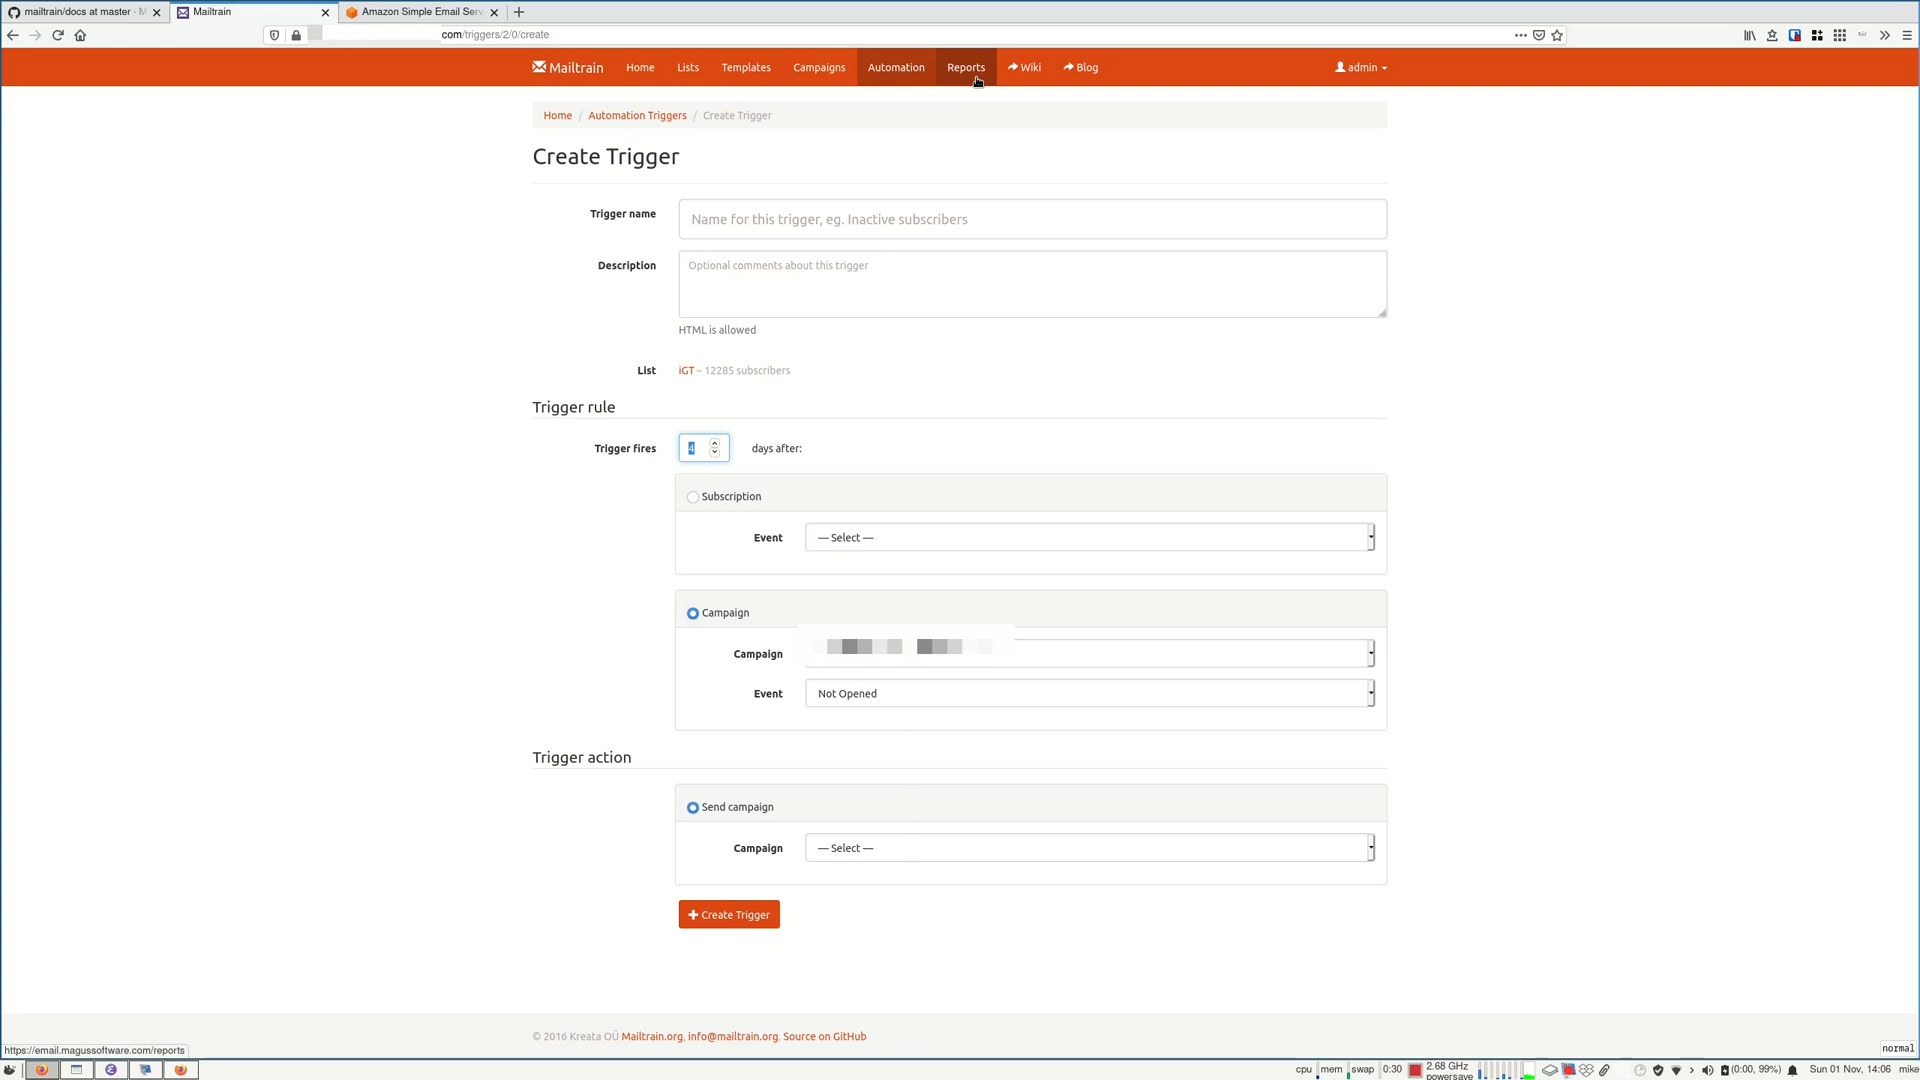 mailtrain/docs at master · M
Mailtrain
Amazon Simple Email Serv
com/triggers/2/0/create
Mailtrain Home Lists Templates Campaigns Automation Reports Wiki Blog admin
Home / Automation Triggers / Create Trigger
Create Trigger
Trigger name
Name for this trigger, eg. Inactive subscribers
Description
Optional comments about this trigger
HTML is allowed
List
iGT – 12285 subscribers
Trigger rule
Trigger fires 4 days after:
Subscription
Event — Select —
Campaign
Campaign
Event Not Opened
Trigger action
Send campaign
Campaign — Select —
Create Trigger
© 2016 Kreata OÜ Mailtrain.org, info@mailtrain.org. Source on GitHub
https://email.magussoftware.com/reports
normal
cpu mem swap 0:30 2.68 GHz powersave (0:00, 99%) Sun 01 Nov, 14:06 mike